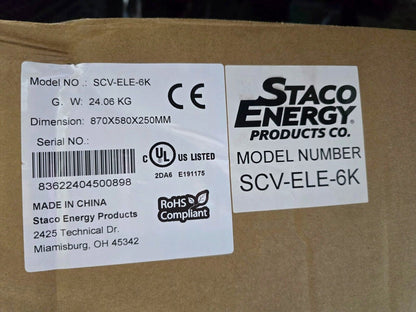 Model NO .: SCV-ELE-6K
G. W: 24.06 KG
CE
Dimension: 870X580X250MM
Serial NO.:
83622404500898
C UL US LISTED
2DA6 E191175
MADE IN CHINA
Staco Energy Products
2425 Technical Dr.
Miamisburg, OH 45342
RoHS
Compliant
STACO
ENERGY
PRODUCTS CO.
MODEL NUMBER
SCV-ELE-6K